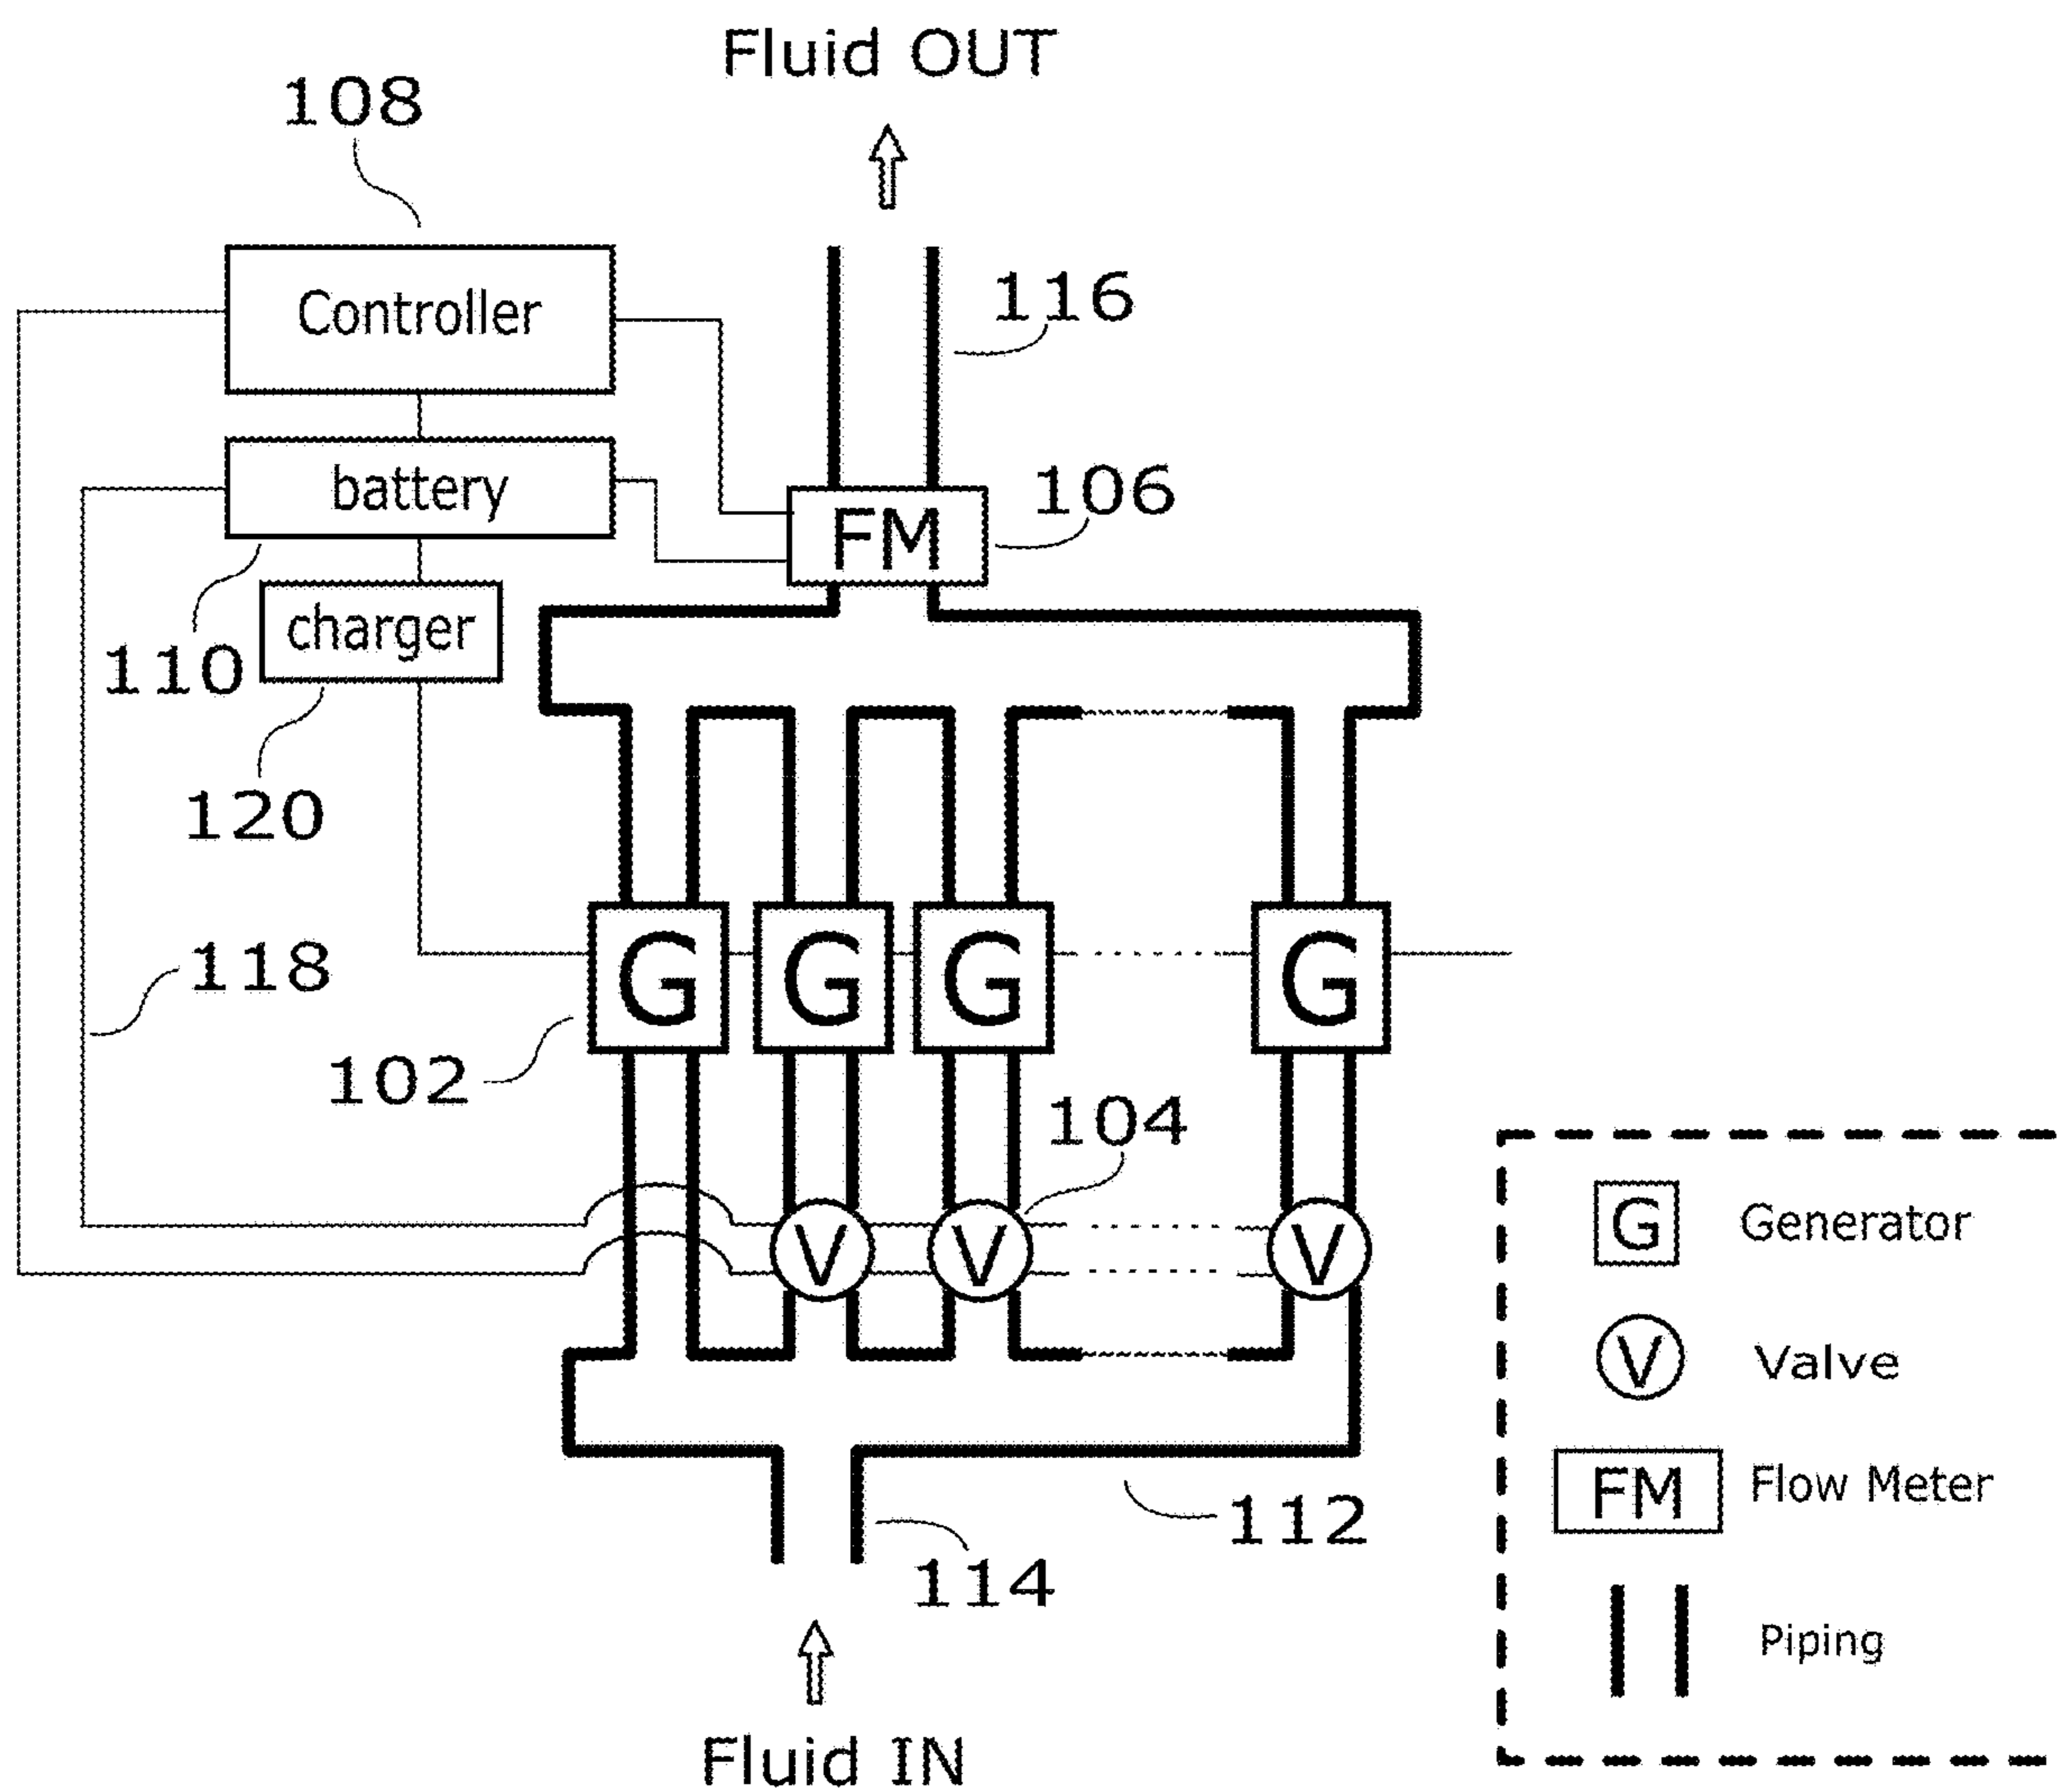 Fluid OUT
108
Controller
116
battery
106
FM
charger
110
120
G G G G
118
102
104
V V V
G Generator
V Valve
FM Flow Meter
112
114
Piping
Fluid IN